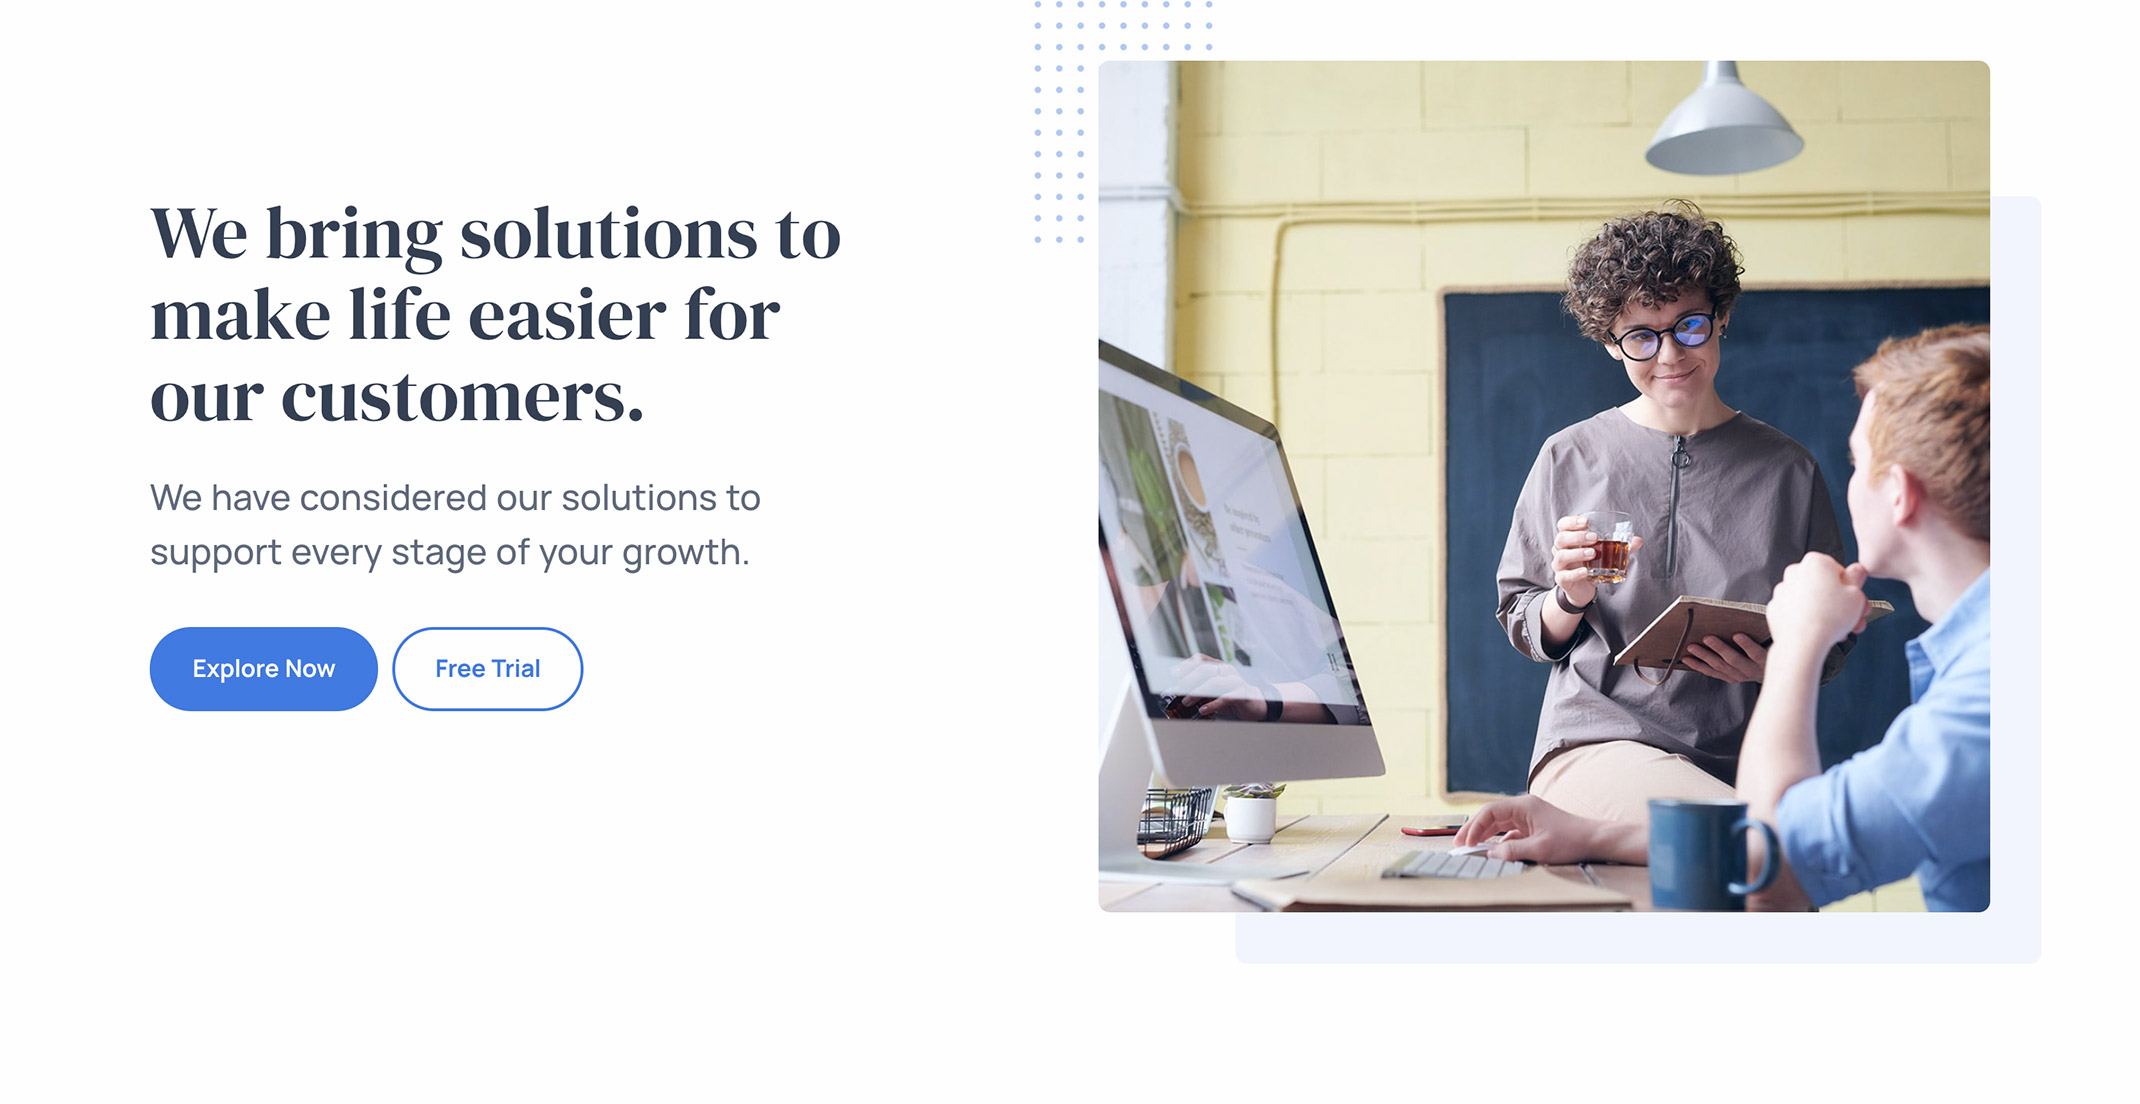 We bring solutions to
make life easier for
our customers.
We have considered our solutions to
support every stage of your growth.
Explore Now
Free Trial